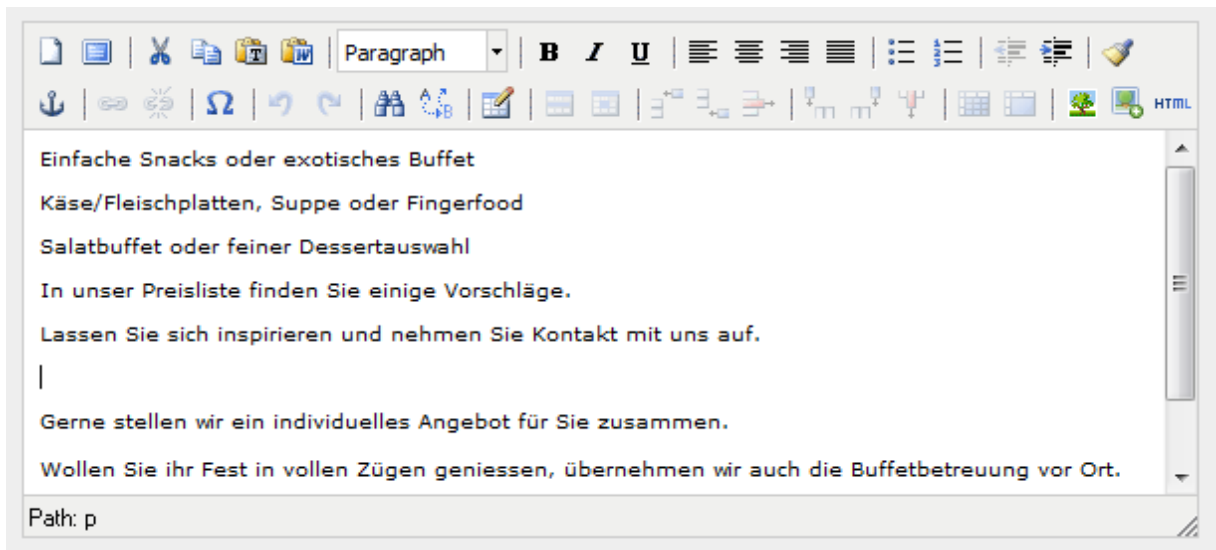 Paragraph B I U
Ω HTML
Einfache Snacks oder exotisches Buffet
Käse/Fleischplatten, Suppe oder Fingerfood
Salatbuffet oder feiner Dessertauswahl
In unser Preisliste finden Sie einige Vorschläge.
Lassen Sie sich inspirieren und nehmen Sie Kontakt mit uns auf.
Gerne stellen wir ein individuelles Angebot für Sie zusammen.
Wollen Sie ihr Fest in vollen Zügen geniessen, übernehmen wir auch die Buffetbetreuung vor Ort.
Path: p